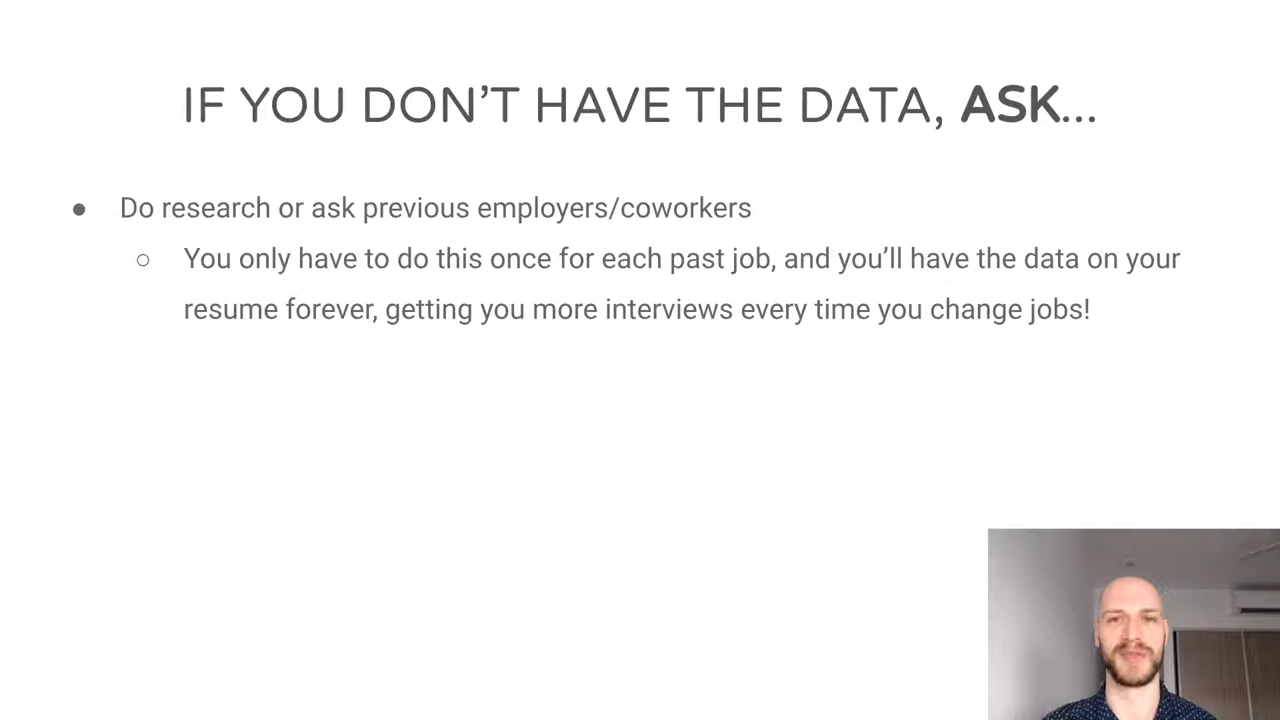 IF YOU DON’T HAVE THE DATA, ASK...
● Do research or ask previous employers/coworkers
○ You only have to do this once for each past job, and you’ll have the data on your
resume forever, getting you more interviews every time you change jobs!